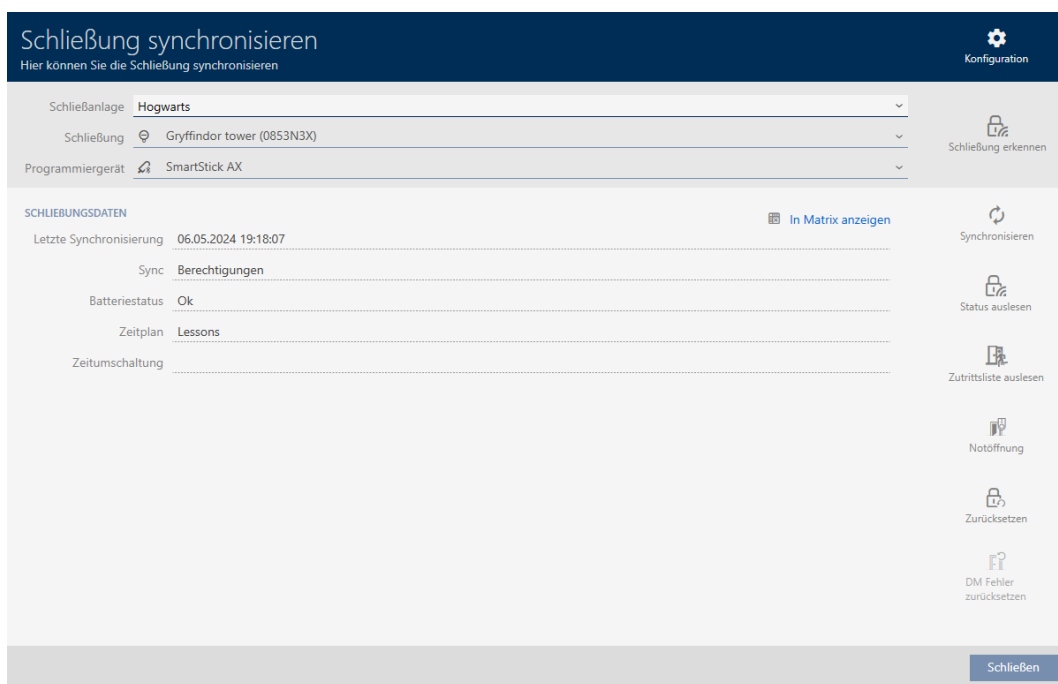 Schließung synchronisieren
Hier können Sie die Schließung synchronisieren
Konfiguration
Schließanlage Hogwarts
Schließung Gryffindor tower (0853N3X)
Programmiergerät SmartStick AX
Schließung erkennen
SCHLIEßUNGSDATEN
In Matrix anzeigen
Letzte Synchronisierung 06.05.2024 19:18:07
Sync Berechtigungen
Batteriestatus Ok
Zeitplan Lessons
Zeitumschaltung
Synchronisieren
Status auslesen
Zutrittsliste auslesen
Notöffnung
Zurücksetzen
DM Fehler
zurücksetzen
Schließen